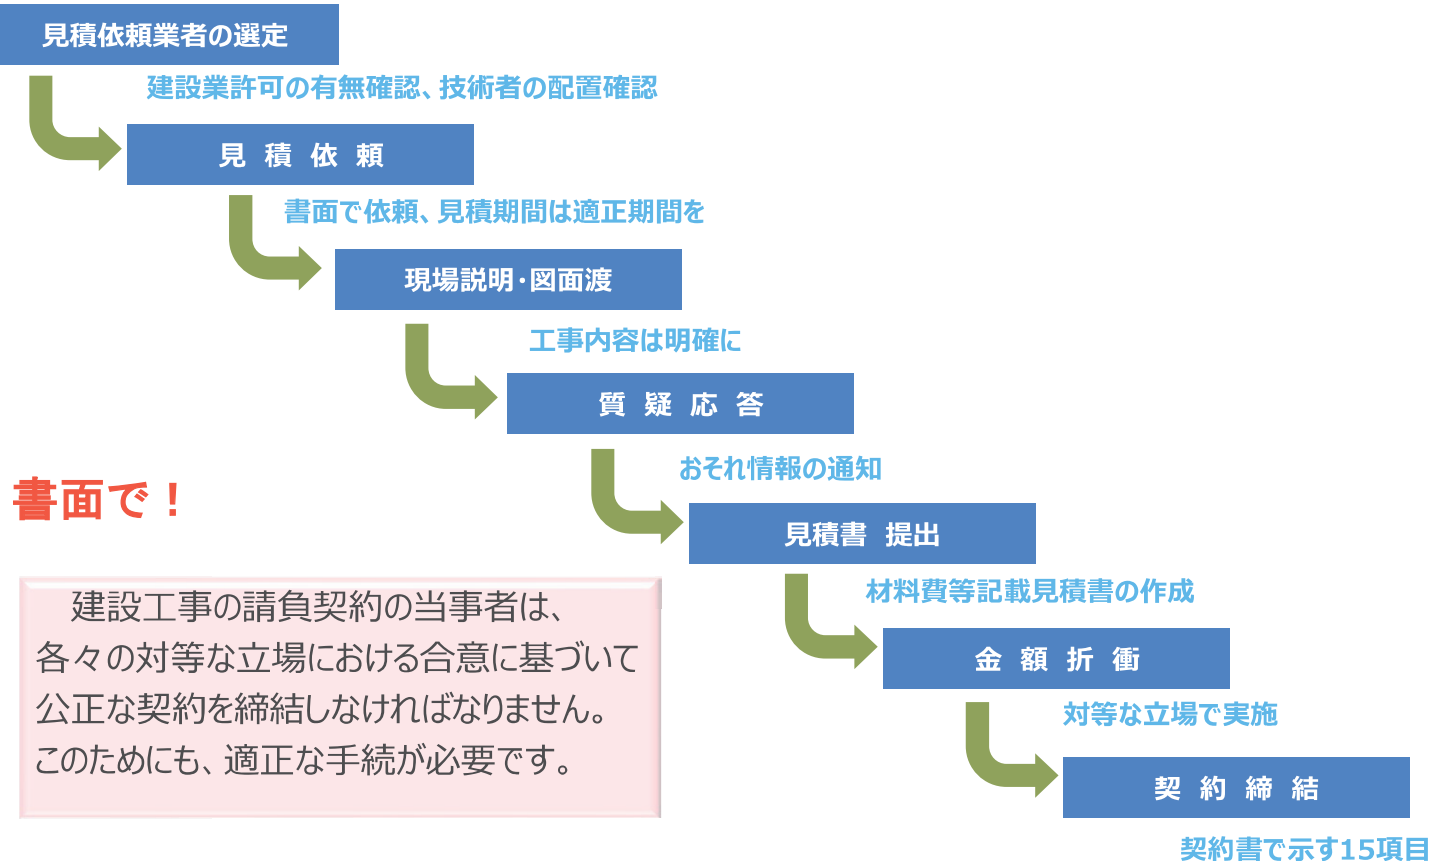 見積依頼業者の選定
建設業許可の有無確認、技術者の配置確認
見 積 依 頼
書面で依頼、見積期間は適正期間を
現場説明・図面渡
工事内容は明確に
質 疑 応 答
おそれ情報の通知
書面で！
見積書 提出
材料費等記載見積書の作成
建設工事の請負契約の当事者は、
各々の対等な立場における合意に基づいて
公正な契約を締結しなければなりません。
このためにも、適正な手続が必要です。
金 額 折 衝
対等な立場で実施
契 約 締 結
契約書で示す15項目